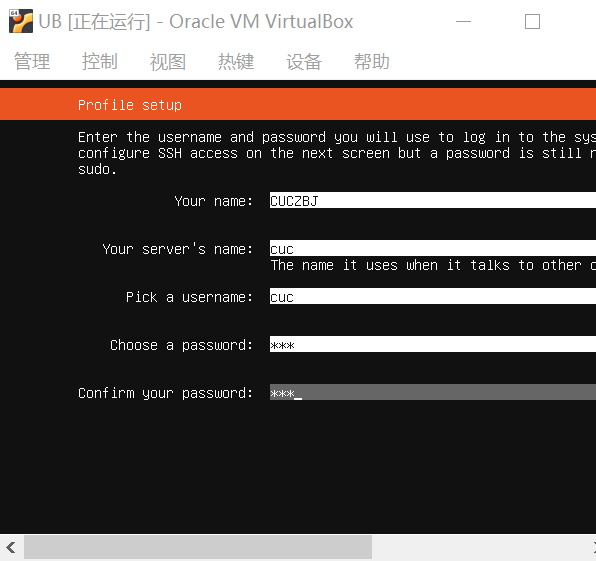 UB [正在运行] - Oracle VM VirtualBox
管理 控制 视图 热键 设备 帮助
Profile setup
Enter the username and password you will use to log in to the sys
configure SSH access on the next screen but a password is still
sudo.
Your name: CUCZBJ
Your server's name: cuc
The name it uses when it talks to other
Pick a username: cuc
Choose a password: ***
Confirm your password: ***_